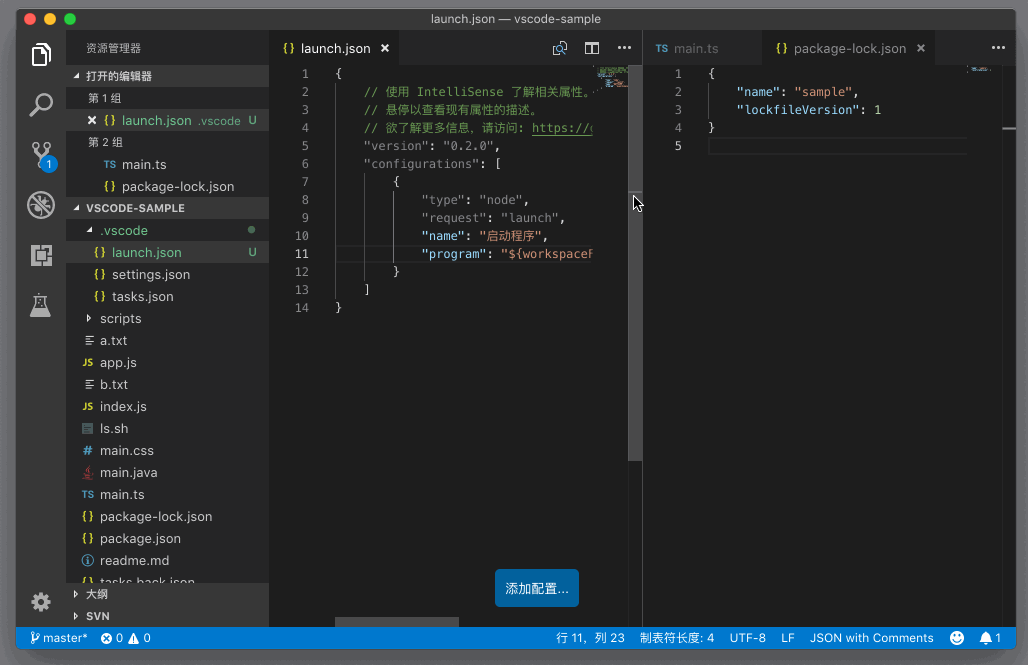 launch.json — vscode-sample
资源管理器
打开的编辑器
第 1 组
launch.json .vscode U
第 2 组
TS main.ts
{} package-lock.json
VSCODE-SAMPLE
.vscode
{} launch.json U
{} settings.json
{} tasks.json
scripts
a.txt
JS app.js
b.txt
JS index.js
ls.sh
# main.css
main.java
TS main.ts
{} package-lock.json
{} package.json
readme.md
{} tasks.back.json
大纲
SVN
1
{} launch.json
1 {
2 // 使用 IntelliSense 了解相关属性。
3 // 悬停以查看现有属性的描述。
4 // 欲了解更多信息，请访问: https://
5 "version": "0.2.0",
6 "configurations": [
7 {
8 "type": "node",
9 "request": "launch",
10 "name": "启动程序",
11 "program": "${workspaceF
12 }
13 ]
14 }
添加配置...
TS main.ts
{} package-lock.json
1 {
2 "name": "sample",
3 "lockfileVersion": 1
4 }
5
master* 0 0 行 11，列 23 制表符长度: 4 UTF-8 LF JSON with Comments 1